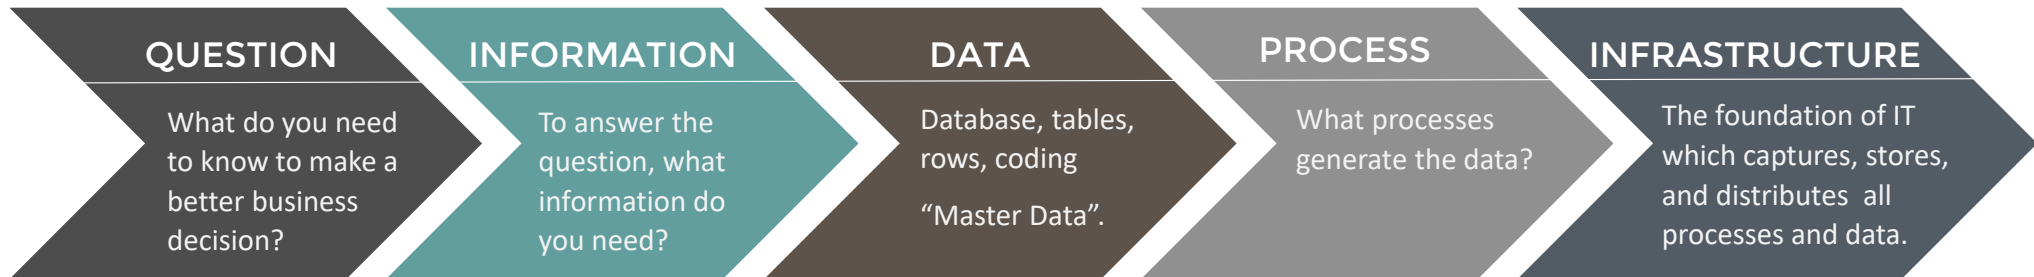 QUESTION
What do you need
to know to make a
better business
decision?
INFORMATION
To answer the
question, what
information do
you need?
DATA
Database, tables,
rows, coding
“Master Data”.
PROCESS
What processes
generate the data?
INFRASTRUCTURE
The foundation of IT
which captures, stores,
and distributes  all
processes and data.